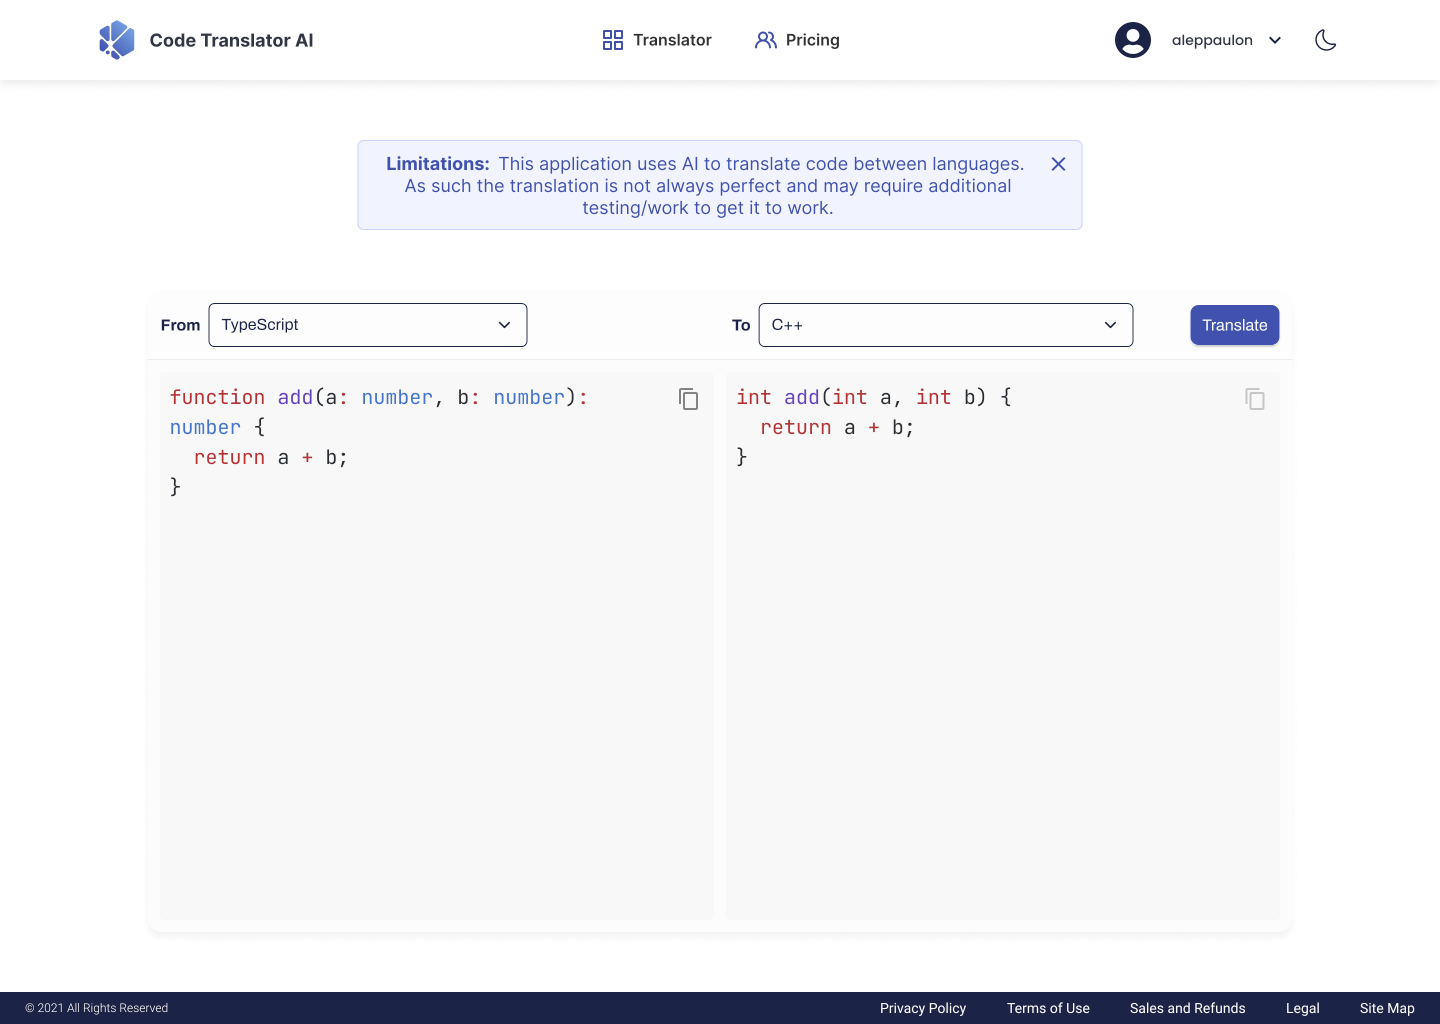 Code Translator AI
Translator
Pricing
aleppaulon
Limitations: This application uses AI to translate code between languages.
As such the translation is not always perfect and may require additional
testing/work to get it to work.
From
TypeScript
To
C++
Translate
function add(a: number, b: number):
number {
  return a + b;
}
int add(int a, int b) {
  return a + b;
}
© 2021 All Rights Reserved
Privacy Policy
Terms of Use
Sales and Refunds
Legal
Site Map